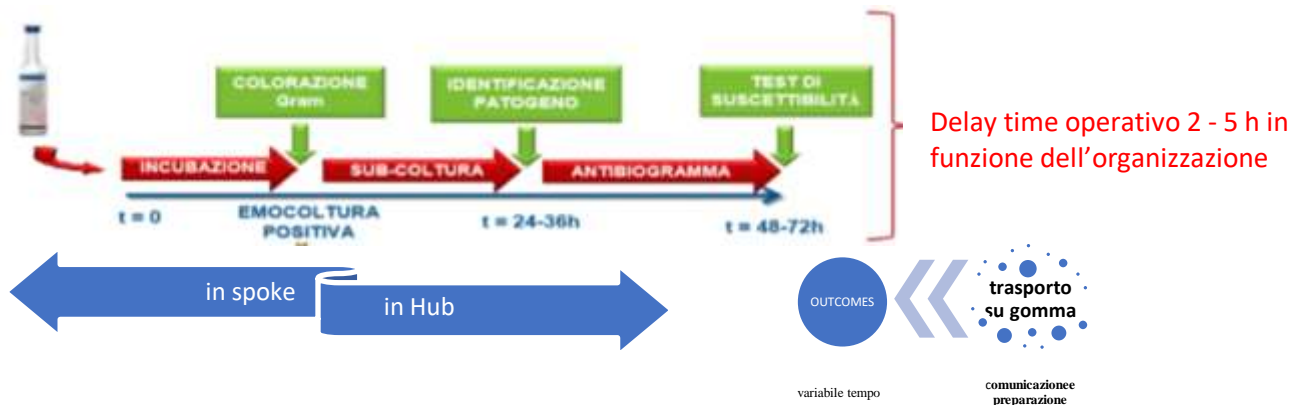 COLORAZIONE
Gram
IDENTIFICAZIONE
PATOGENO
TEST DI
SUSCETTIBILITÀ
INCUBAZIONE
SUB-COLTURA
ANTIBIOGRAMMA
t = 0
EMOCOLTURA
POSITIVA
t = 24-36h
t = 48-72h
Delay time operativo 2 - 5 h in
funzione dell'organizzazione
in spoke
in Hub
OUTCOMES
trasporto
su gomma
variabile tempo
comunicazionee
preparazione